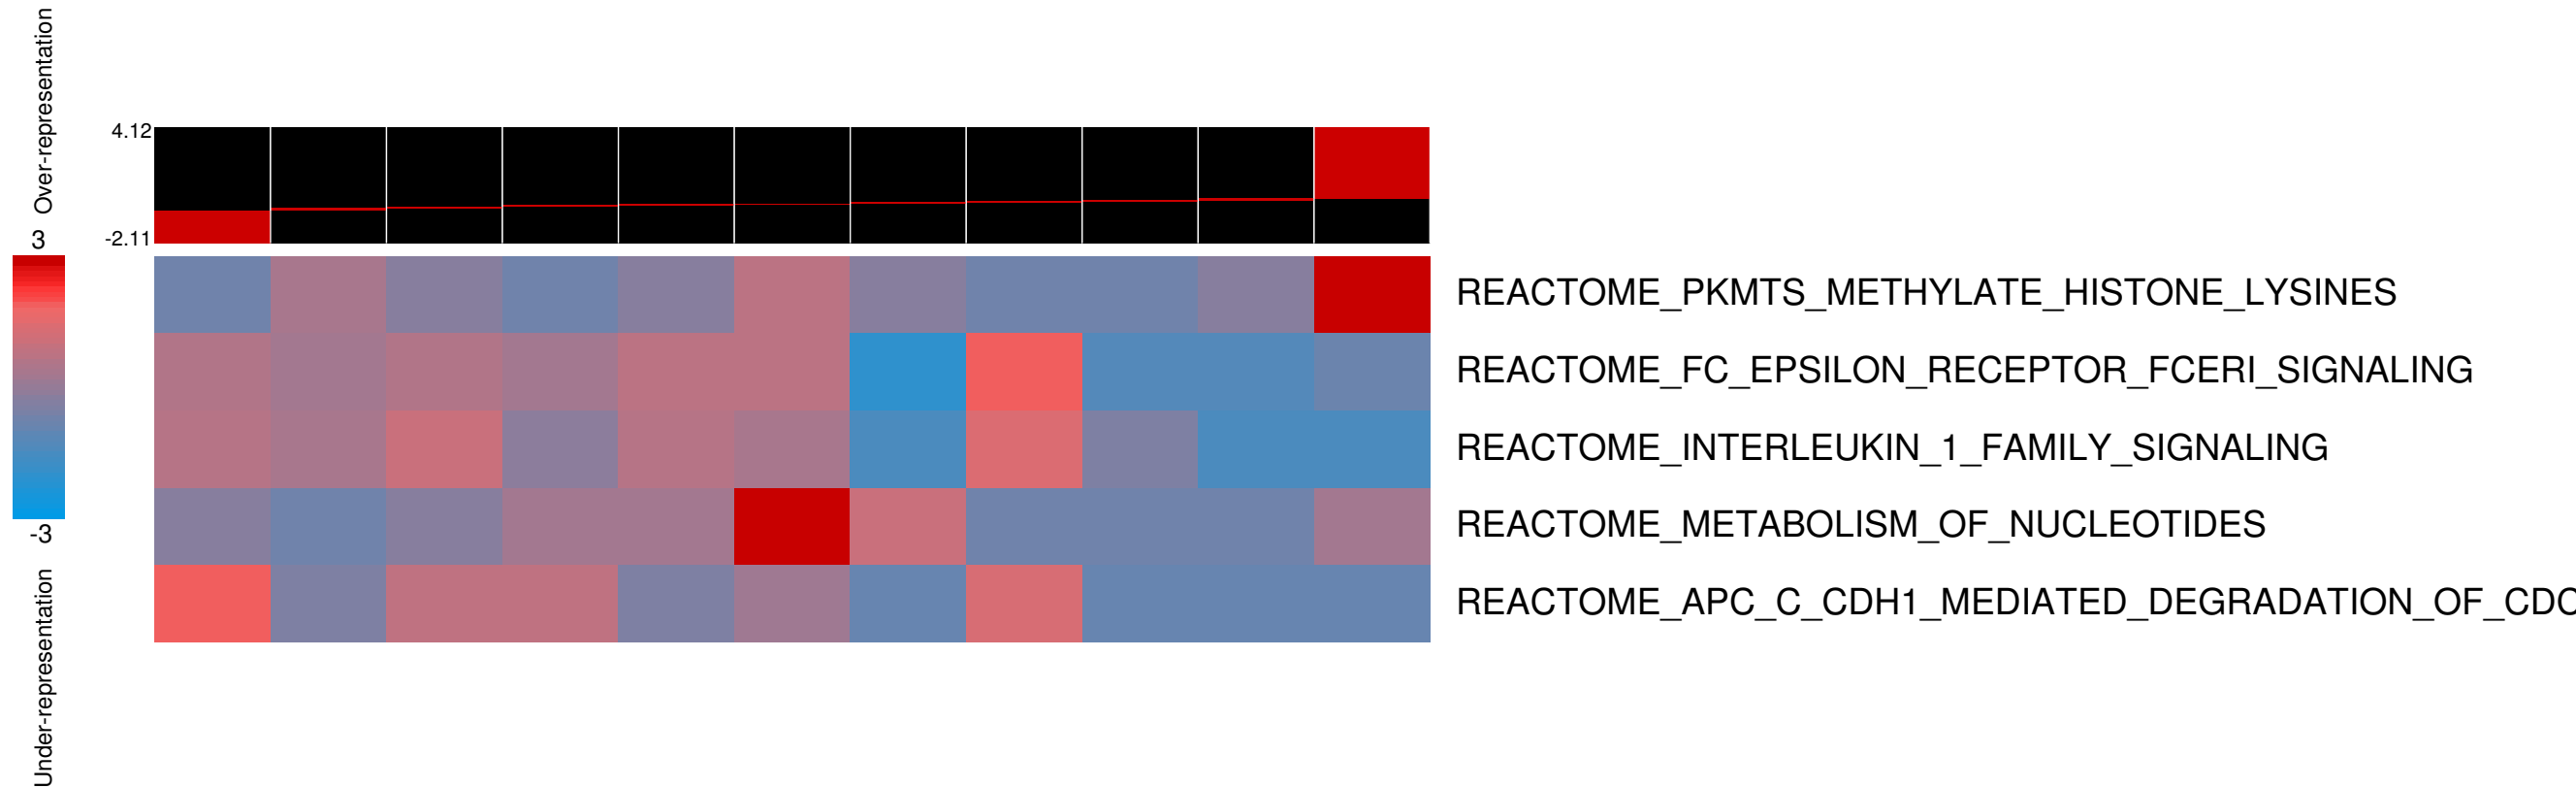 Over-representation
4.12
-2.11
3
-3
Under-representation
REACTOME_PKMTS_METHYLATE_HISTONE_LYSINES
REACTOME_FC_EPSILON_RECEPTOR_FCERI_SIGNALING
REACTOME_INTERLEUKIN_1_FAMILY_SIGNALING
REACTOME_METABOLISM_OF_NUCLEOTIDES
REACTOME_APC_C_CDH1_MEDIATED_DEGRADATION_OF_CDC